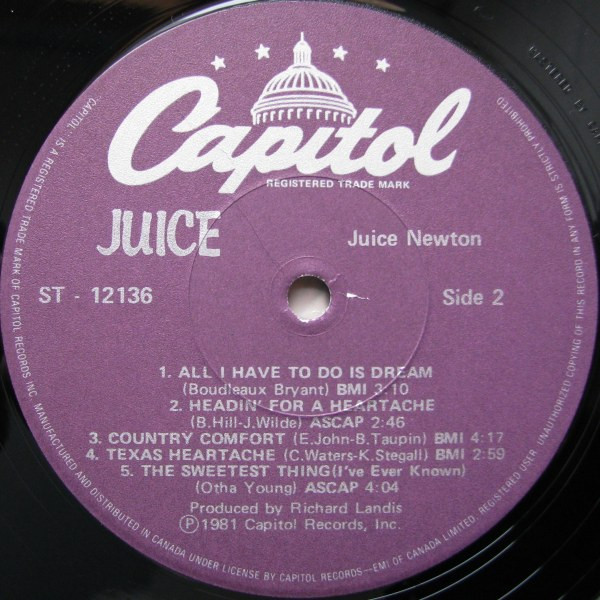 Capitol
REGISTERED TRADE MARK
JUICE
Juice Newton
ST - 12136
Side 2
1. ALL I HAVE TO DO IS DREAM
(Boudleaux Bryant) BMI 3:10
2. HEADIN' FOR A HEARTACHE
(B.Hill-J.Wilde) ASCAP 2:46
3. COUNTRY COMFORT (E.John-B.Taupin) BMI 4:17
4. TEXAS HEARTACHE (C.Waters-K.Stegall) BMI 2:59
5. THE SWEETEST THING(I've Ever Known)
(Otha Young) ASCAP 4:04
Produced by Richard Landis
Ⓟ1981 Capitol Records, Inc.
"CAPITOL" IS A REGISTERED TRADE MARK OF CAPITOL RECORDS INC. MANUFACTURED AND DISTRIBUTED IN CANADA UNDER LICENSE BY CAPITOL RECORDS—EMI OF CANADA LIMITED. REGISTERED USER. UNAUTHORIZED COPYING OF THIS RECORD IN ANY FORM IS STRICTLY PROHIBITED